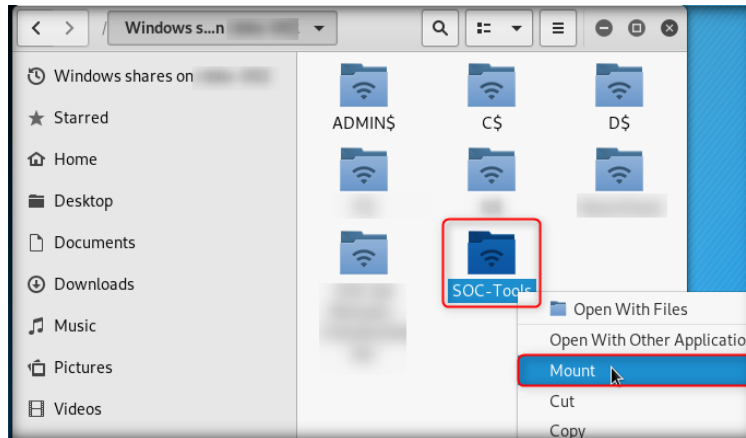 / Windows s...n
Windows shares on
Starred
Home
Desktop
Documents
Downloads
Music
Pictures
Videos
ADMIN$
C$
D$
SOC-Tools
Open With Files
Open With Other Applicatio
Mount
Cut
Copy